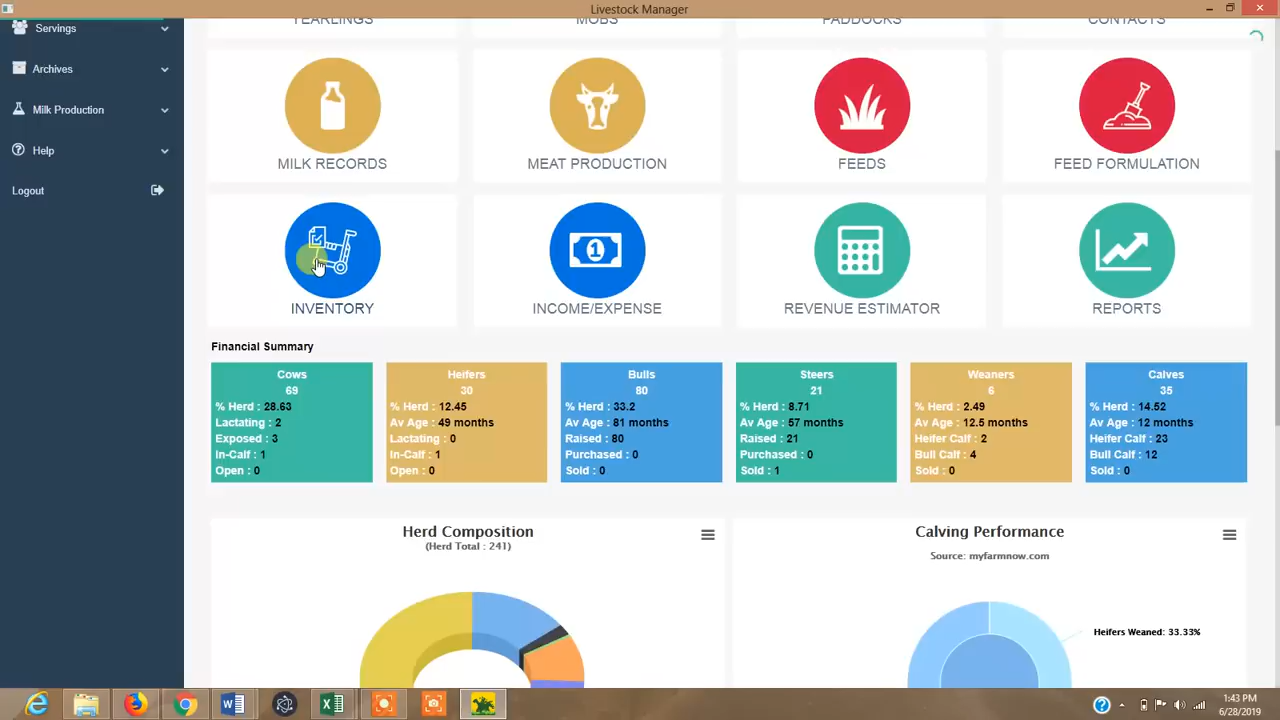 Livestock Manager
Servings
YEARLINGS
MOBS
PADDOCKS
CONTACTS
Archives
Milk Production
Help
Logout
MILK RECORDS
MEAT PRODUCTION
FEEDS
FEED FORMULATION
1
INVENTORY
INCOME/EXPENSE
REVENUE ESTIMATOR
REPORTS
Financial Summary
Cows
69
% Herd : 28.63
Lactating : 2
Exposed : 3
In-Calf : 1
Open : 0
Heifers
30
% Herd : 12.45
Av Age : 49 months
Lactating : 0
In-Calf : 1
Open : 0
Bulls
80
% Herd : 33.2
Av Age : 81 months
Raised : 80
Purchased : 0
Sold : 0
Steers
21
% Herd : 8.71
Av Age : 57 months
Raised : 21
Purchased : 0
Sold : 1
Weaners
6
% Herd : 2.49
Av Age : 12.5 months
Heifer Calf : 2
Bull Calf : 4
Sold : 0
Calves
35
% Herd : 14.52
Av Age : 12 months
Heifer Calf : 23
Bull Calf : 12
Sold : 0
Herd Composition
(Herd Total : 241)
Calving Performance
Source: myfarmnow.com
Heifers Weaned: 33.33%
1:43 PM
6/28/2019